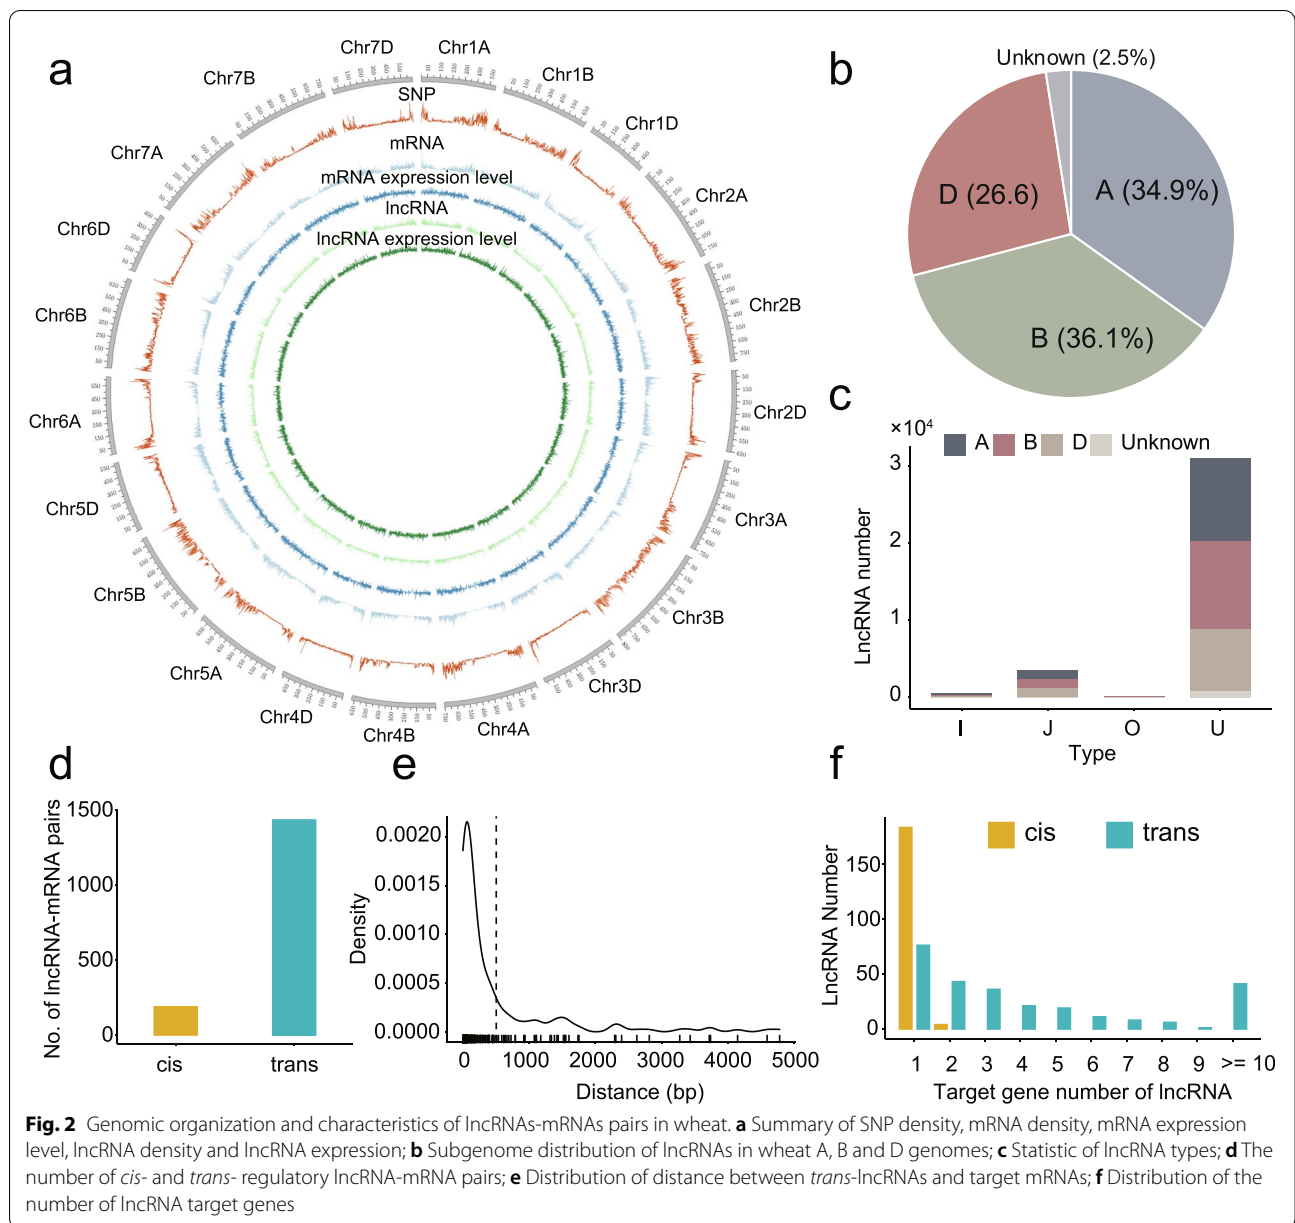 a
Chr7D
Chr1A
Chr7B
Chr1B
SNP
Chr7A
Chr1D
mRNA
mRNA expression level
Chr2A
Chr6D
lncRNA
lncRNA expression level
Chr6B
Chr2B
Chr6A
Chr2D
Chr5D
Chr3A
Chr5B
Chr3B
Chr5A
Chr3D
Chr4D
Chr4B
Chr4A
b
Unknown (2.5%)
D (26.6)
A (34.9%)
B (36.1%)
c
×10⁴
A B D Unknown
3
2
1
0
LncRNA number
I J O U
Type
d
No. of lncRNA-mRNA pairs
1500
1000
500
0
cis trans
e
Density
0.0020
0.0015
0.0010
0.0005
0.0000
0 1000 2000 3000 4000 5000
Distance (bp)
f
cis trans
LncRNA Number
150
100
50
0
1 2 3 4 5 6 7 8 9 >= 10
Target gene number of lncRNA
Fig. 2 Genomic organization and characteristics of lncRNAs-mRNAs pairs in wheat. a Summary of SNP density, mRNA density, mRNA expression
level, lncRNA density and lncRNA expression; b Subgenome distribution of lncRNAs in wheat A, B and D genomes; c Statistic of lncRNA types; d The
number of cis- and trans- regulatory lncRNA-mRNA pairs; e Distribution of distance between trans-lncRNAs and target mRNAs; f Distribution of the
number of lncRNA target genes